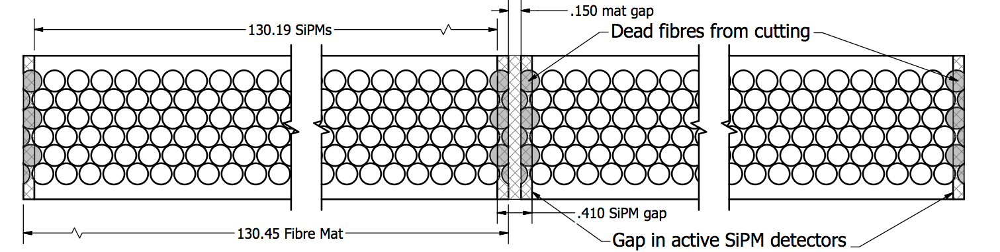 .150 mat gap
130.19 SiPMs
Dead fibres from cutting
.410 SiPM gap
130.45 Fibre Mat
Gap in active SiPM detectors